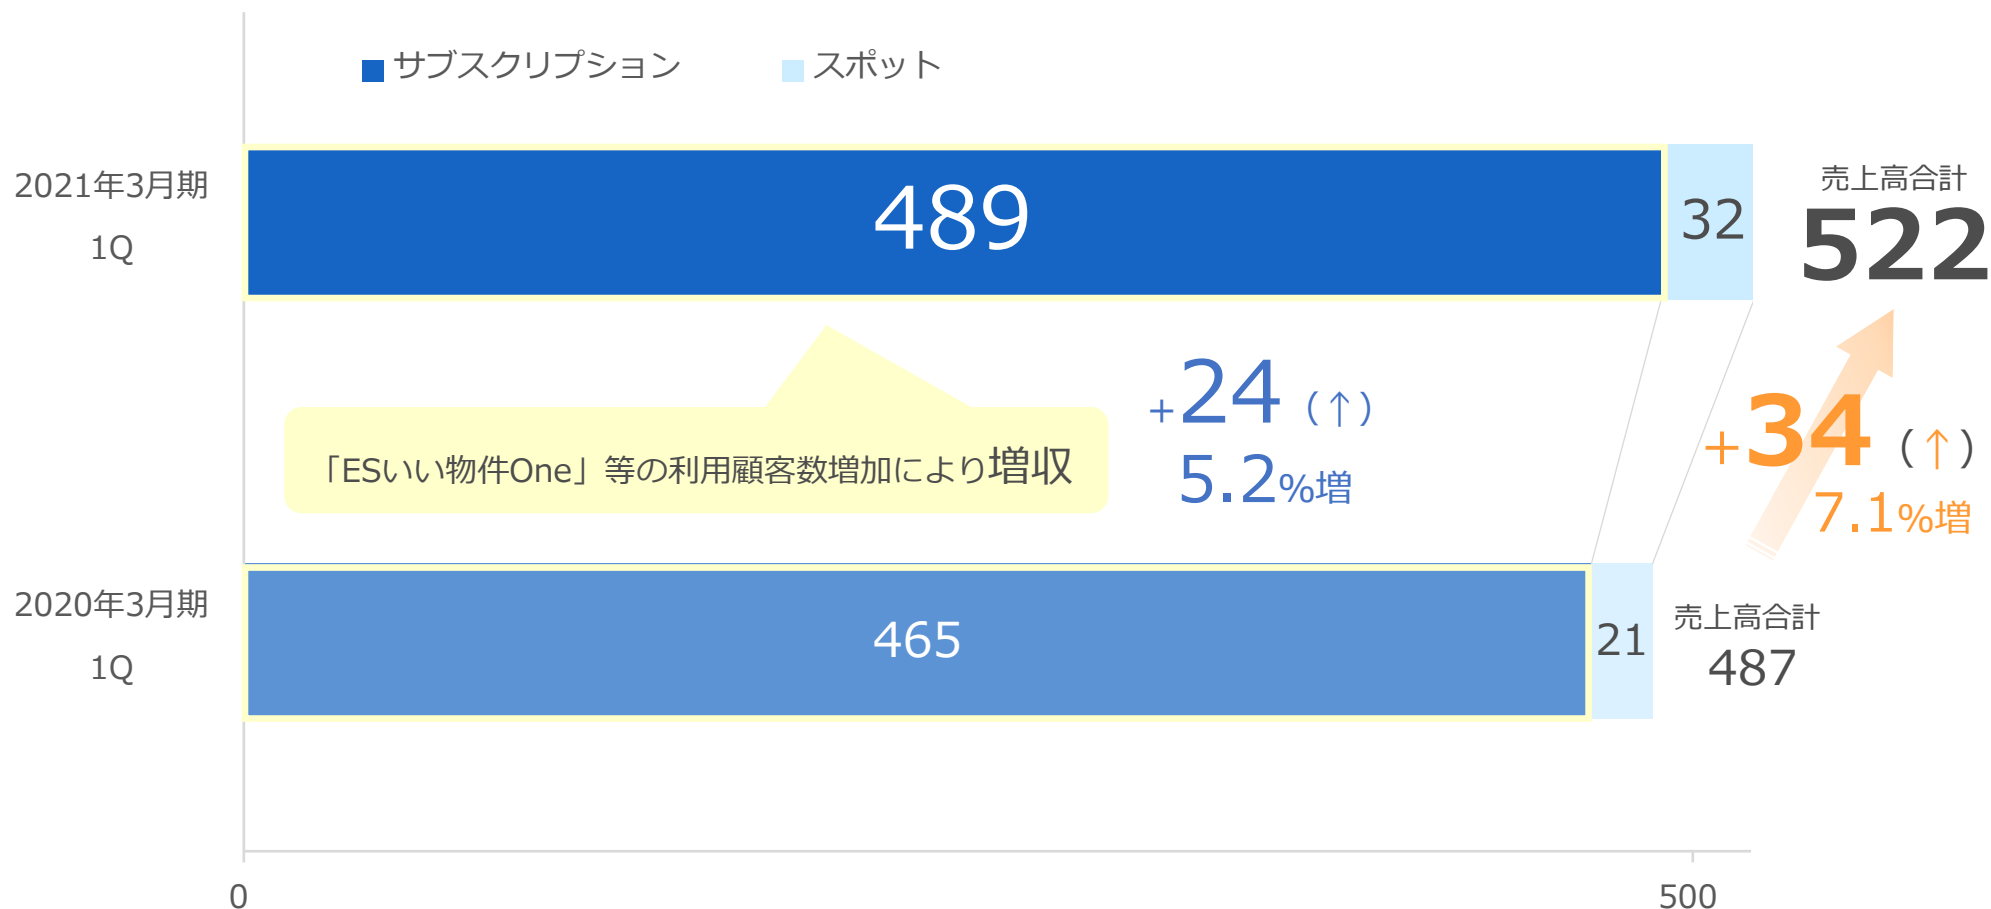 サブスクリプション スポット
2021年3月期
1Q
489
32
売上高合計
522
「ESいい物件One」等の利用顧客数増加により増収
+24（↑）
5.2%増
+34（↑）
7.1%増
2020年3月期
1Q
465
21
売上高合計
487
0 500